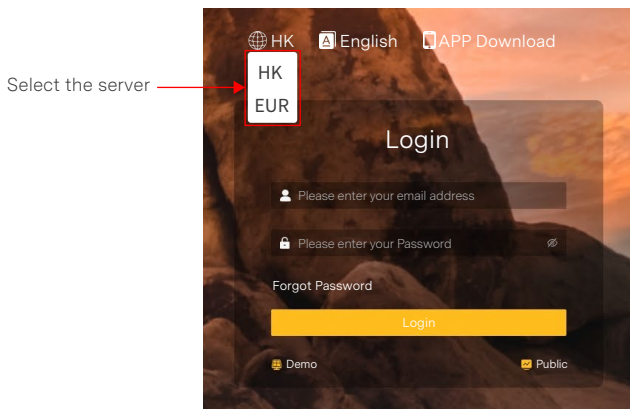 HK English APP Download
HK
Select the server
EUR
Login
Please enter your email address
Please enter your Password
Forgot Password
Login
Demo Public